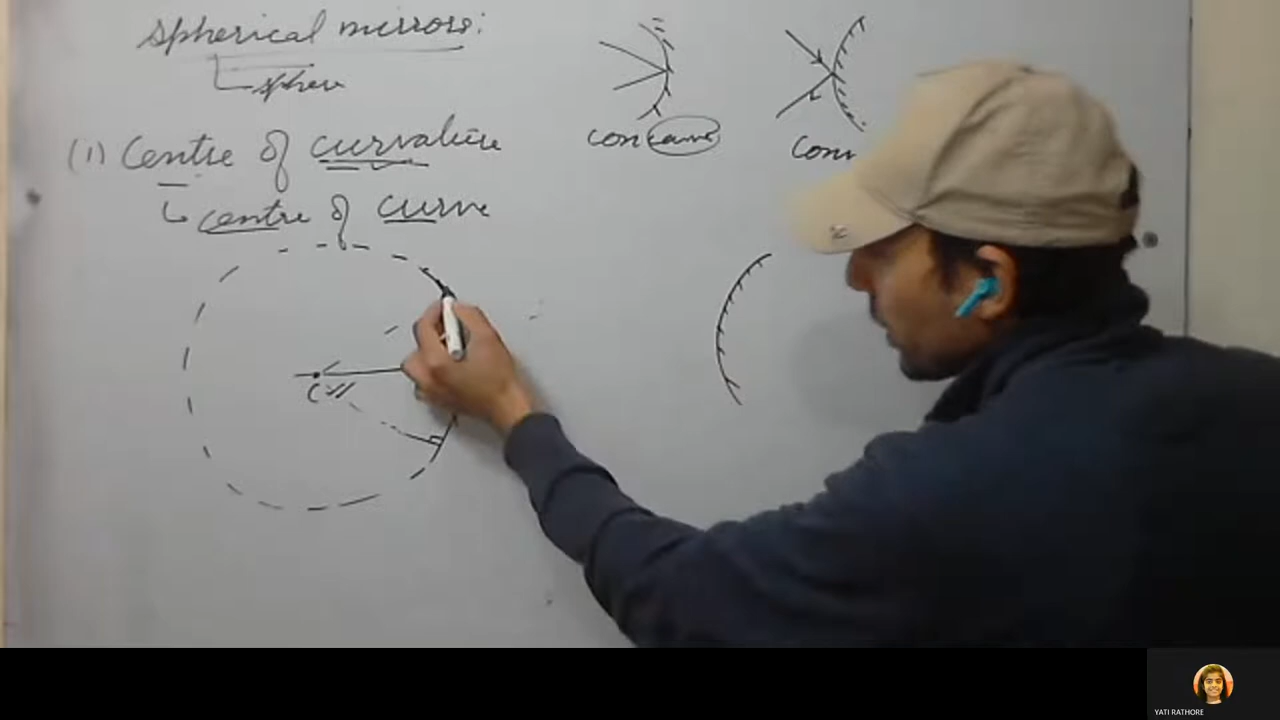 spherical mirrors:
sphere
(1) Centre of curvature
centre of curve
concave
Conv
C
YATI RATHORE